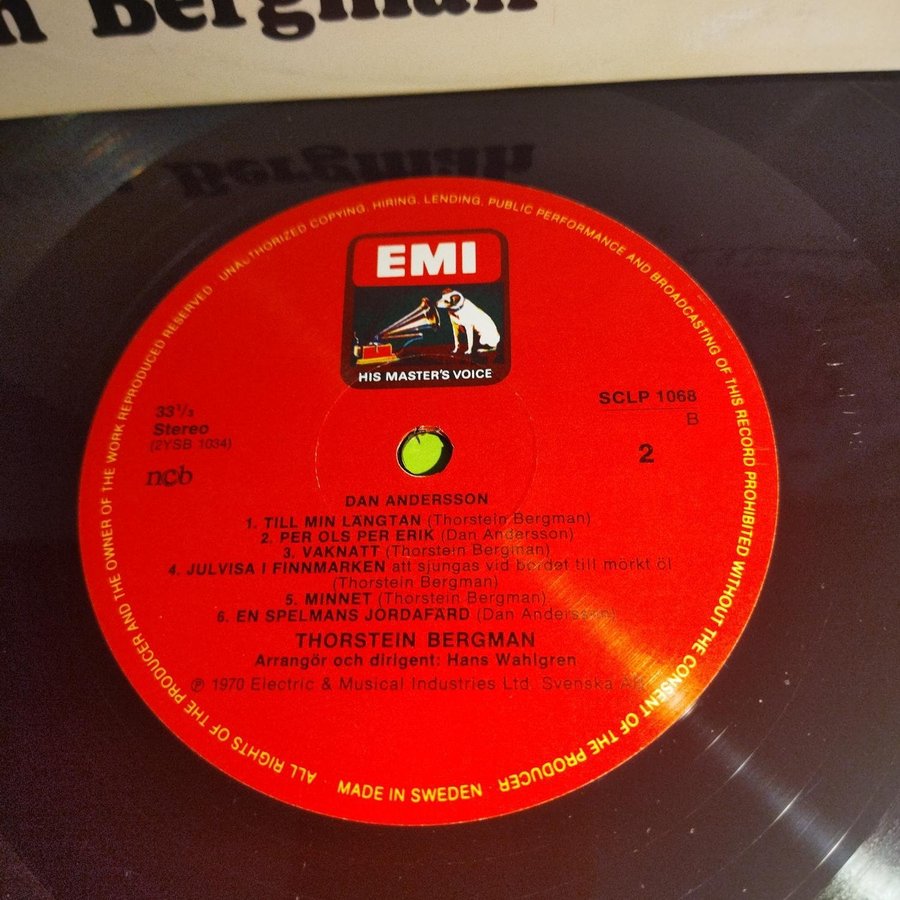 n Bergman
UNAUTHORIZED COPYING, HIRING, LENDING, PUBLIC PERFORMANCE AND BROADCASTING OF THIS RECORD PROHIBITED WITHOUT THE CONSENT OF THE PRODUCER
ALL RIGHTS OF THE PRODUCER AND THE OWNER OF THE WORK REPRODUCED RESERVED
EMI
HIS MASTER'S VOICE
33⅓
Stereo
(2YSB 1034)
ncb
SCLP 1068
B
2
DAN ANDERSSON
1. TILL MIN LÄNGTAN (Thorstein Bergman)
2. PER OLS PER ERIK (Dan Andersson)
3. VAKNATT (Thorstein Bergman)
4. JULVISA I FINNMARKEN att sjungas vid bordet till mörkt öl
(Thorstein Bergman)
5. MINNET (Thorstein Bergman)
6. EN SPELMANS JORDAFÄRD (Dan Andersson)
THORSTEIN BERGMAN
Arrangör och dirigent: Hans Wahlgren
℗ 1970 Electric & Musical Industries Ltd. Svenska AB
MADE IN SWEDEN